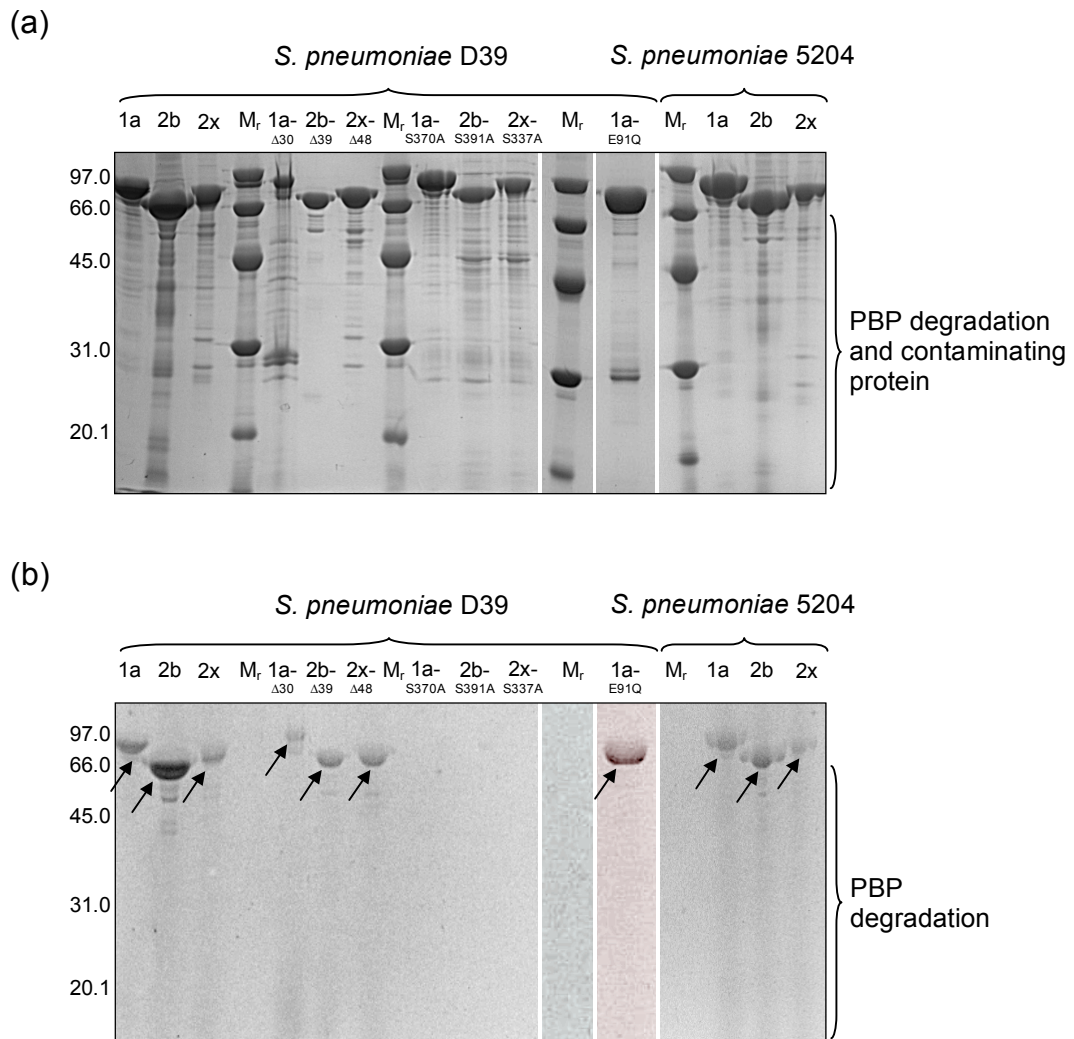 (a)
S. pneumoniae D39
S. pneumoniae 5204
1a 2b 2x Mr 1a-Δ30 2b-Δ39 2x-Δ48 Mr 1a-S370A 2b-S391A 2x-S337A Mr 1a-E91Q Mr 1a 2b 2x
97.0
66.0
45.0
31.0
20.1
PBP degradation
and contaminating
protein
(b)
S. pneumoniae D39
S. pneumoniae 5204
1a 2b 2x Mr 1a-Δ30 2b-Δ39 2x-Δ48 Mr 1a-S370A 2b-S391A 2x-S337A Mr 1a-E91Q Mr 1a 2b 2x
97.0
66.0
45.0
31.0
20.1
PBP
degradation